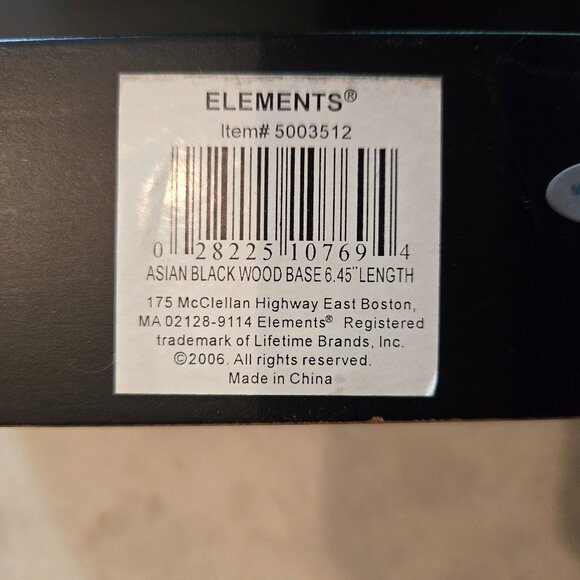 ELEMENTS®
Item# 5003512
0 28225 10769 4
ASIAN BLACK WOOD BASE 6.45" LENGTH
175 McClellan Highway East Boston,
MA 02128-9114 Elements® Registered
trademark of Lifetime Brands, Inc.
©2006. All rights reserved.
Made in China